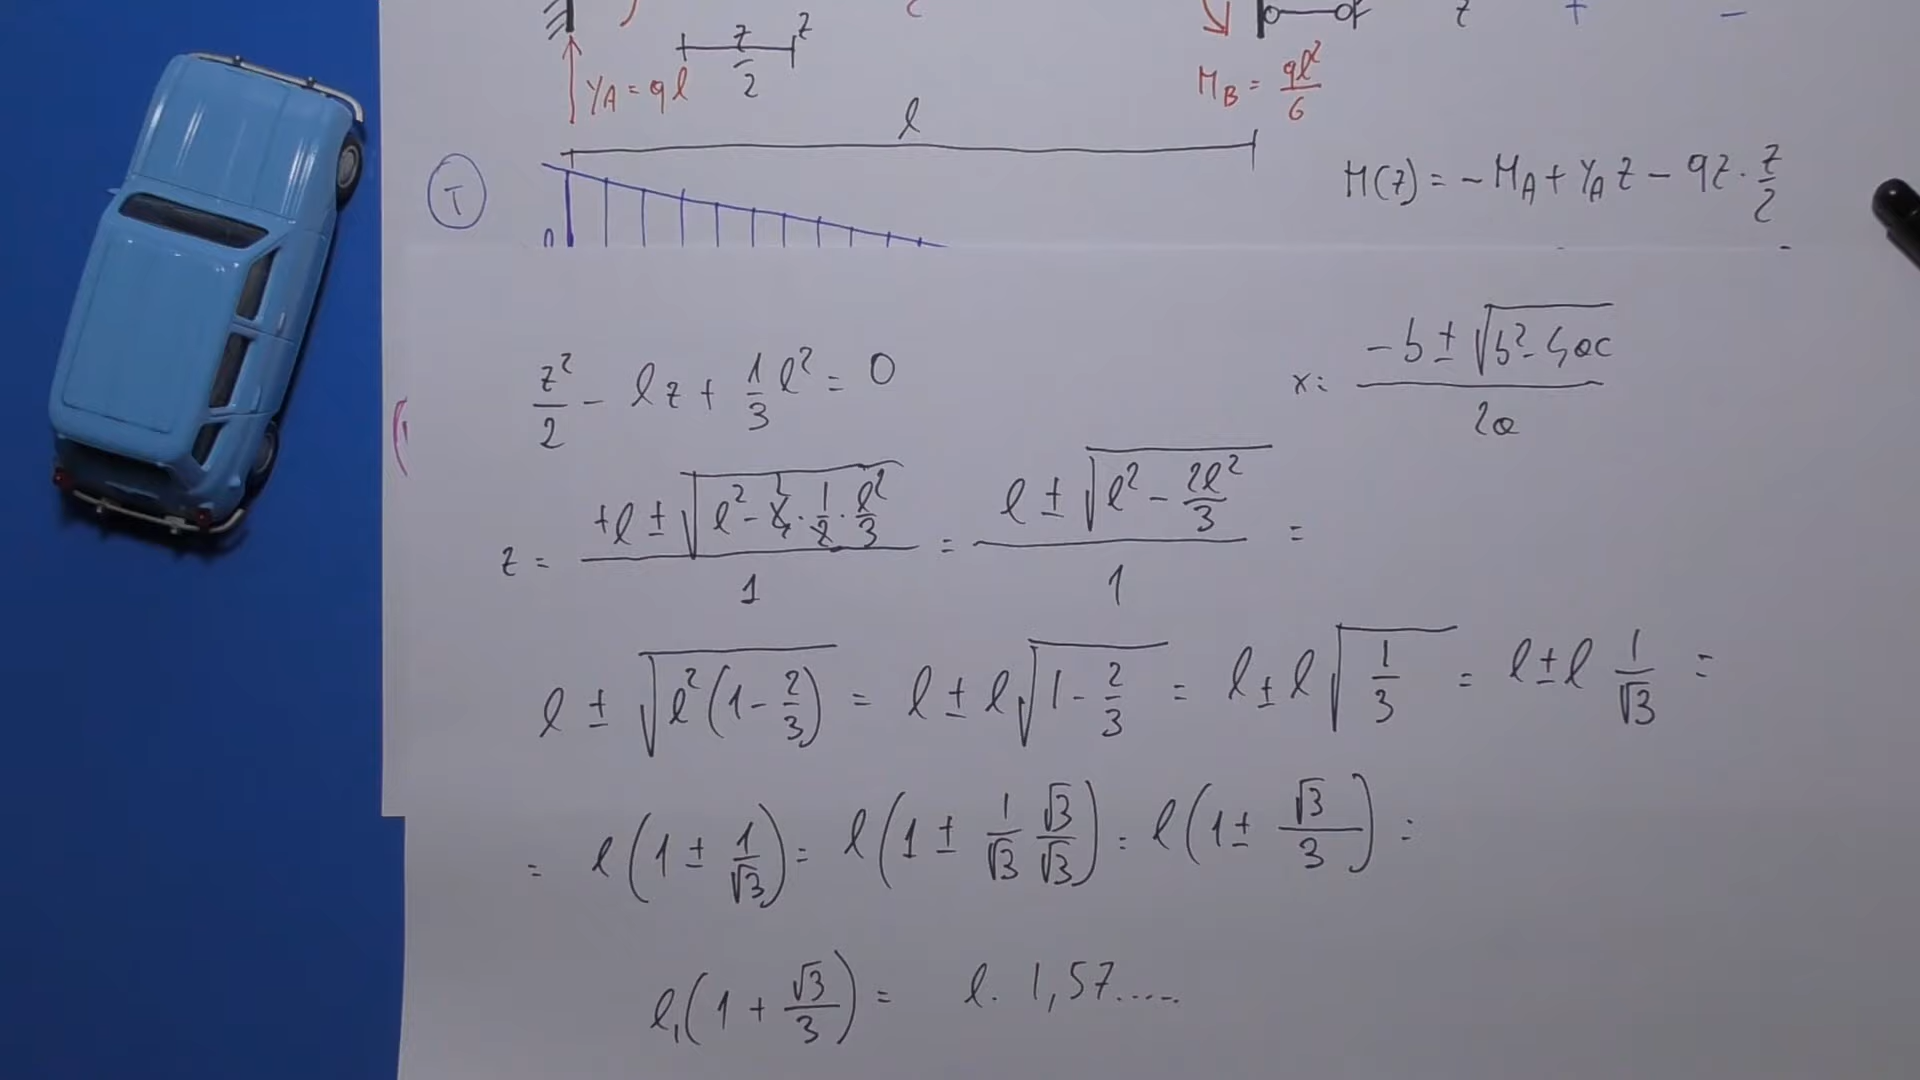 z/2 z
Y_A = ql
M_B = ql²/6
l
T
M(z) = - M_A + Y_A z - qz · z/2
z²/2 - lz + 1/3 l² = 0
x = (-b ± √(b² - 4ac))/2a
z = (+l ± √(l² - 4 · 1/2 · l²/3))/1 = (l ± √(l² - 2l²/3))/1 =
l ± √(l²(1 - 2/3)) = l ± l√(1 - 2/3) = l ± l√(1/3) = l ± l 1/√3 =
= l(1 ± 1/√3) = l(1 ± 1/√3 √3/√3) = l(1 ± √3/3) =
l₁(1 + √3/3) = l. 1,57.....